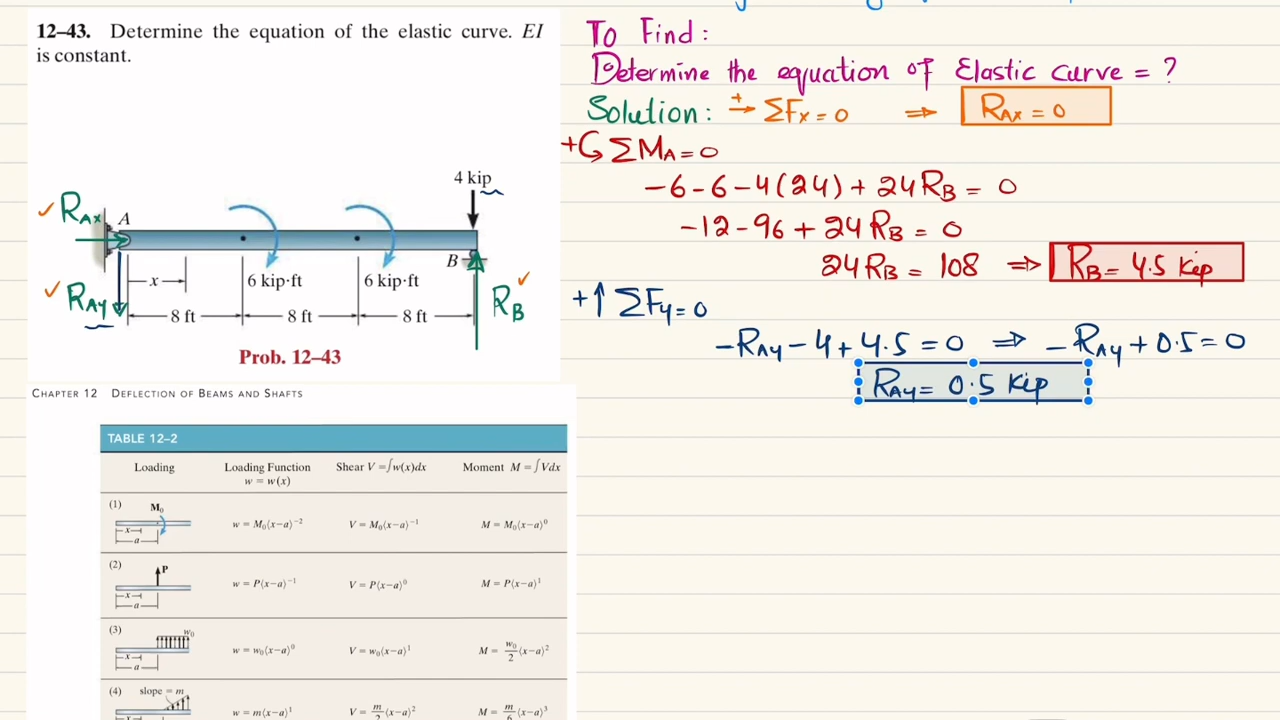 12–43. Determine the equation of the elastic curve. EI
is constant.
4 kip
RAX
A
B
x
6 kip·ft
6 kip·ft
RAY
RB
8 ft
8 ft
8 ft
Prob. 12–43
CHAPTER 12 DEFLECTION OF BEAMS AND SHAFTS
TABLE 12–2
Loading Loading Function w = w(x) Shear V = ∫w(x)dx Moment M = ∫Vdx
(1) M₀ x a w = M₀⟨x−a⟩⁻² V = M₀⟨x−a⟩⁻¹ M = M₀⟨x−a⟩⁰
(2) P x a w = P⟨x−a⟩⁻¹ V = P⟨x−a⟩⁰ M = P⟨x−a⟩¹
(3) w₀ x a w = w₀⟨x−a⟩⁰ V = w₀⟨x−a⟩¹ M = w₀/2⟨x−a⟩²
(4) slope = m w = m⟨x−a⟩¹ V = m/2⟨x−a⟩² M = m/6⟨x−a⟩³
To Find:
Determine the equation of Elastic curve = ?
Solution: + → ΣFx = 0 ⇒ RAX = 0
+↺ ΣMA = 0
-6-6-4(24) + 24RB = 0
-12-96 + 24RB = 0
24RB = 108 ⇒ RB = 4.5 Kip
+↑ ΣFy = 0
-RAY - 4 + 4.5 = 0 ⇒ -RAY + 0.5 = 0
RAY = 0.5 Kip